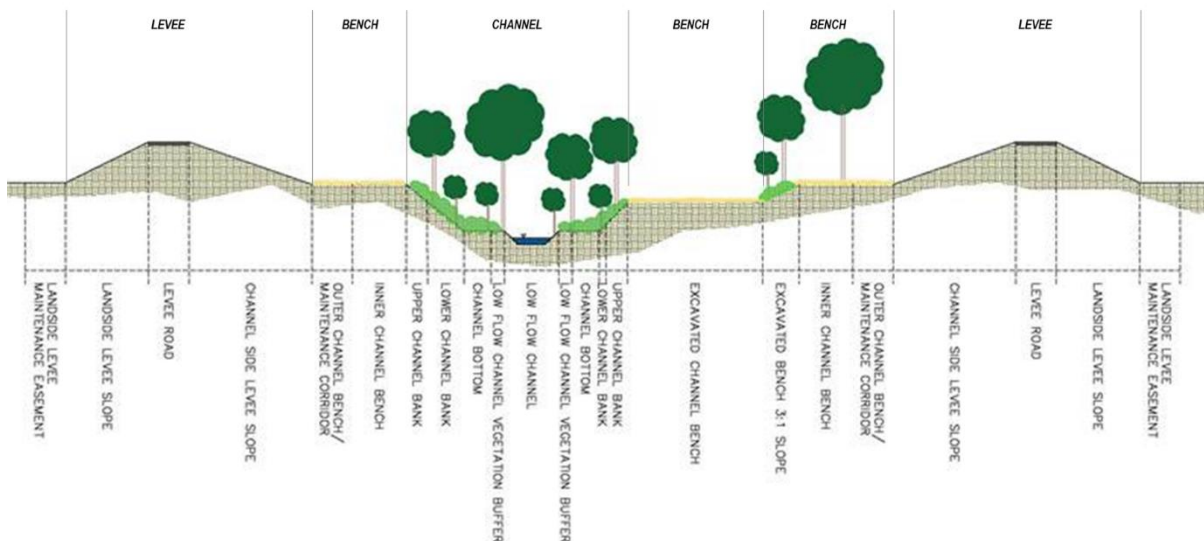 LEVEE
BENCH
CHANNEL
BENCH
BENCH
LEVEE
LANDSIDE LEVEE
MAINTENANCE EASEMENT
LANDSIDE LEVEE SLOPE
LEVEE ROAD
CHANNEL SIDE LEVEE SLOPE
OUTER CHANNEL BENCH/
MAINTENANCE CORRIDOR
INNER CHANNEL BENCH
UPPER CHANNEL BANK
LOWER CHANNEL BANK
CHANNEL BOTTOM
LOW FLOW CHANNEL VEGETATION BUFFER
LOW FLOW CHANNEL
LOW FLOW CHANNEL VEGETATION BUFFER
CHANNEL BOTTOM
LOWER CHANNEL BANK
UPPER CHANNEL BANK
EXCAVATED CHANNEL BENCH
EXCAVATED BENCH 3:1 SLOPE
INNER CHANNEL BENCH
OUTER CHANNEL BENCH/
MAINTENANCE CORRIDOR
CHANNEL SIDE LEVEE SLOPE
LEVEE ROAD
LANDSIDE LEVEE SLOPE
LANDSIDE LEVEE
MAINTENANCE EASEMENT